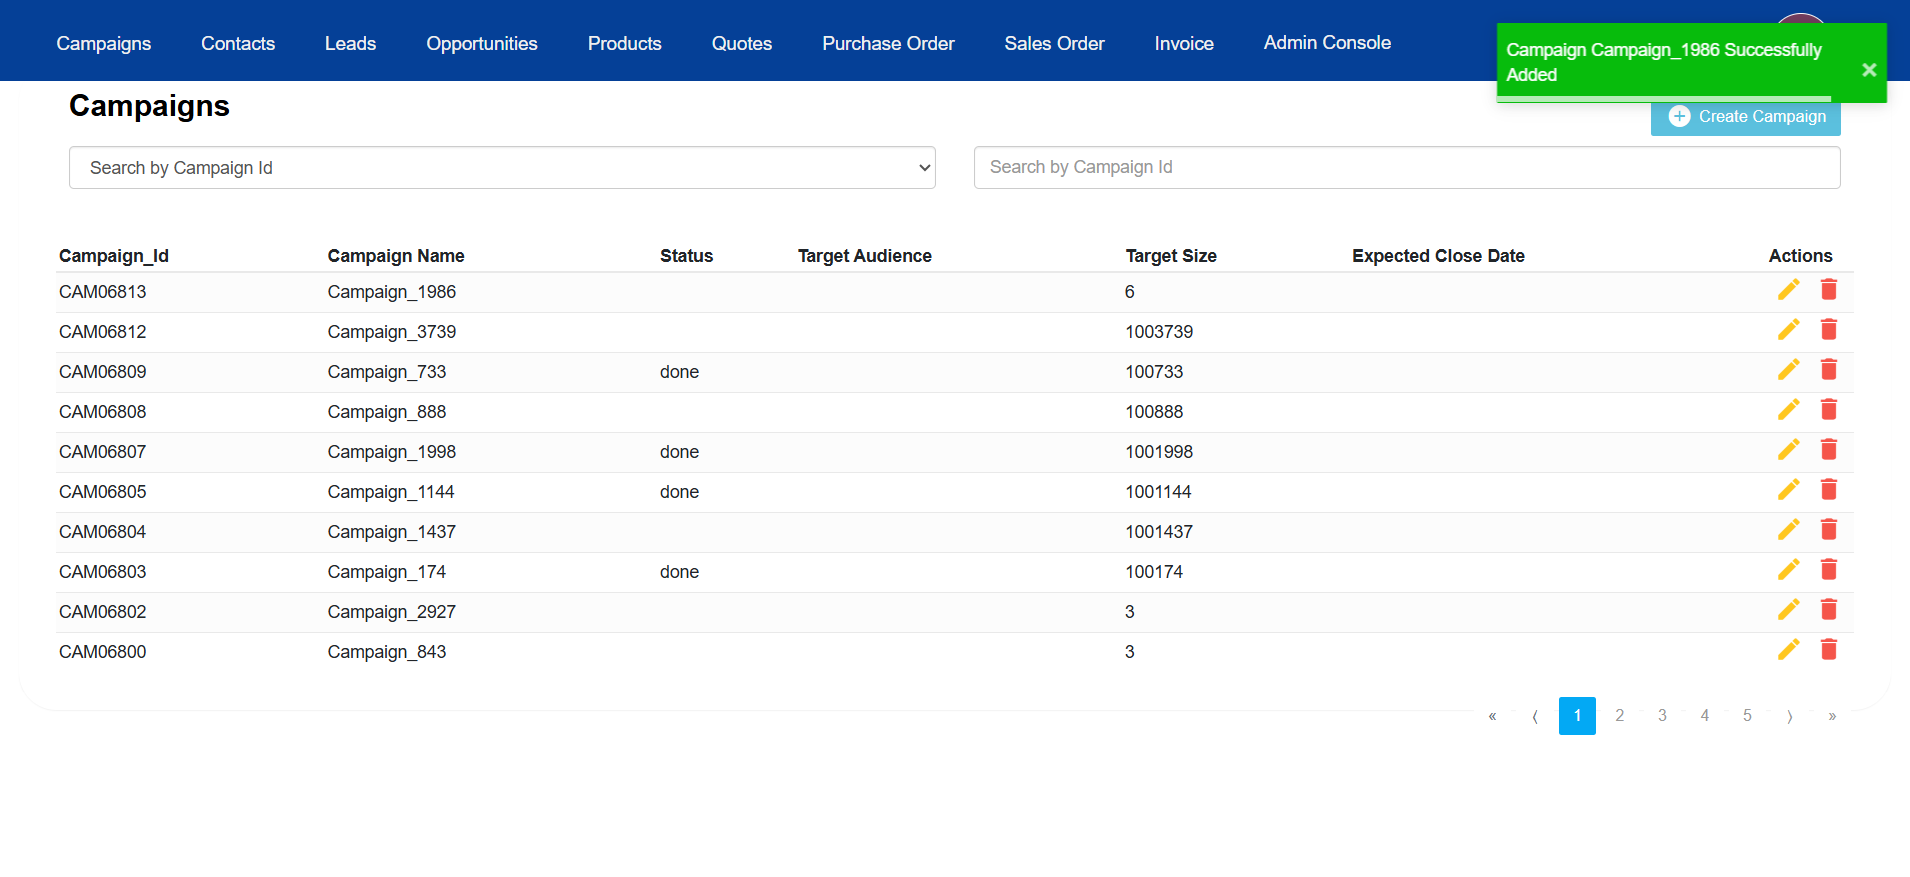 Campaigns Contacts Leads Opportunities Products Quotes Purchase Order Sales Order Invoice Admin Console
Campaign Campaign_1986 Successfully
Added
×
Campaigns
Create Campaign
Search by Campaign Id Search by Campaign Id
Campaign_Id Campaign Name Status Target Audience Target Size Expected Close Date Actions
CAM06813 Campaign_1986 6
CAM06812 Campaign_3739 1003739
CAM06809 Campaign_733 done 100733
CAM06808 Campaign_888 100888
CAM06807 Campaign_1998 done 1001998
CAM06805 Campaign_1144 done 1001144
CAM06804 Campaign_1437 1001437
CAM06803 Campaign_174 done 100174
CAM06802 Campaign_2927 3
CAM06800 Campaign_843 3
« ⟨ 1 2 3 4 5 ⟩ »